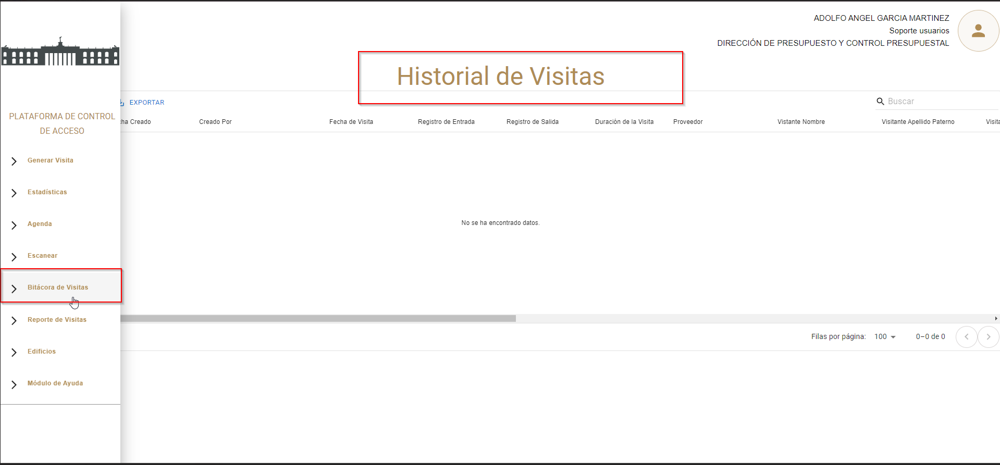 ADOLFO ANGEL GARCIA MARTINEZ
Soporte usuarios
DIRECCIÓN DE PRESUPUESTO Y CONTROL PRESUPUESTAL
Historial de Visitas
PLATAFORMA DE CONTROL
DE ACCESO
Generar Visita
Estadísticas
Agenda
Escanear
Bitácora de Visitas
Reporte de Visitas
Edificios
Módulo de Ayuda
EXPORTAR
Buscar
cha Creado Creado Por Fecha de Visita Registro de Entrada Registro de Salida Duración de la Visita Proveedor Vistante Nombre Visitante Apellido Paterno Visita
No se ha encontrado datos.
Filas por página: 100 0–0 de 0